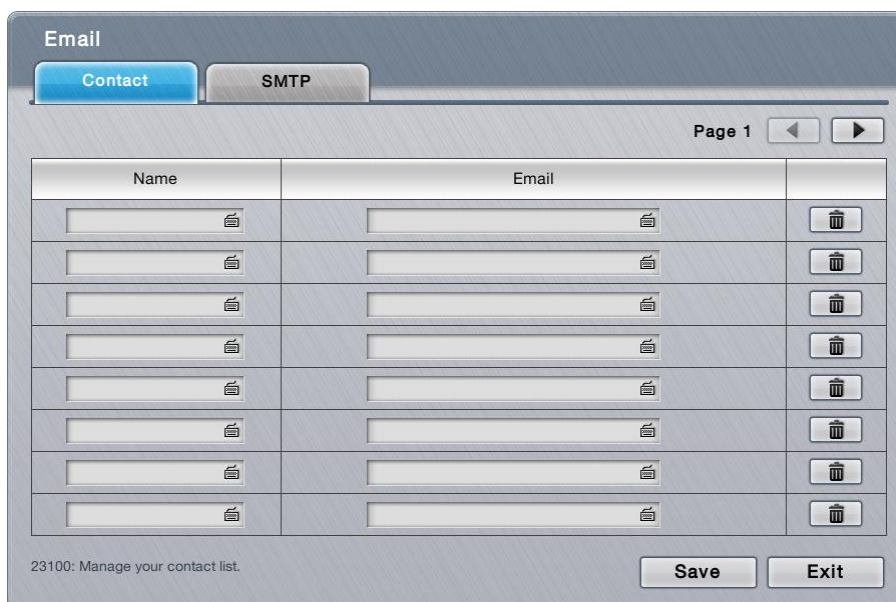 Email
Contact SMTP
Page 1
Name Email
23100: Manage your contact list.
Save Exit